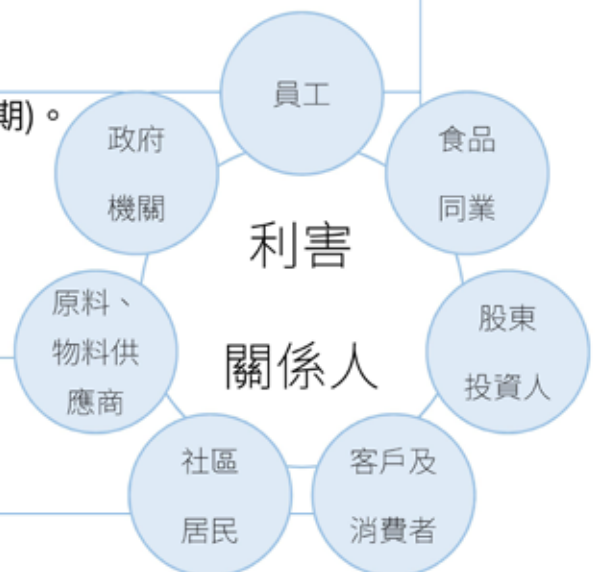 員工
期)。
政府
機關
食品
同業
利害
關係人
原料、
物料供
應商
股東
投資人
社區
居民
客戶及
消費者